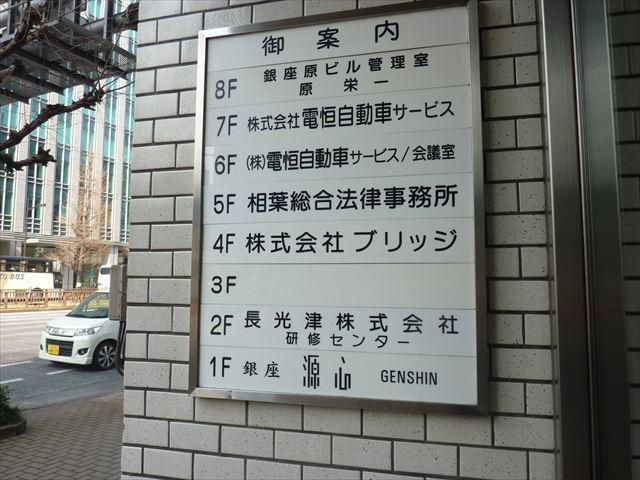 御案内
8F 銀座原ビル管理室
原 栄一
7F 株式会社電恒自動車サービス
6F (株)電恒自動車サービス/会議室
5F 相葉総合法律事務所
4F 株式会社ブリッジ
3F
2F 長光津株式会社
研修センター
1F 銀座 源心 GENSHIN